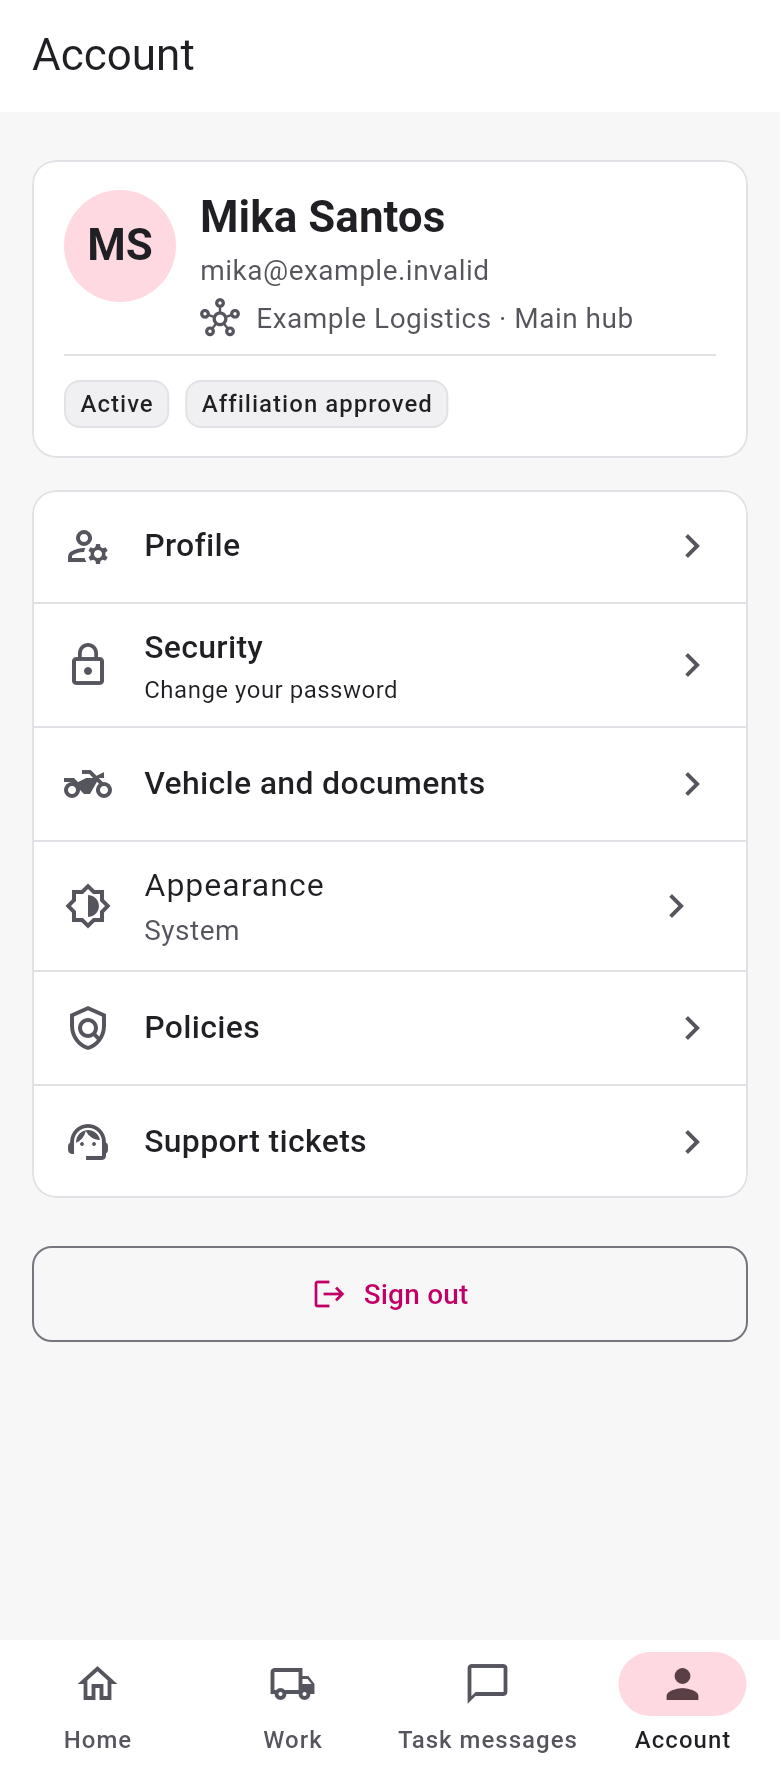 Account
MS
Mika Santos
mika@example.invalid
Example Logistics · Main hub
Active
Affiliation approved
Profile
Security
Change your password
Vehicle and documents
Appearance
System
Policies
Support tickets
Sign out
Home
Work
Task messages
Account